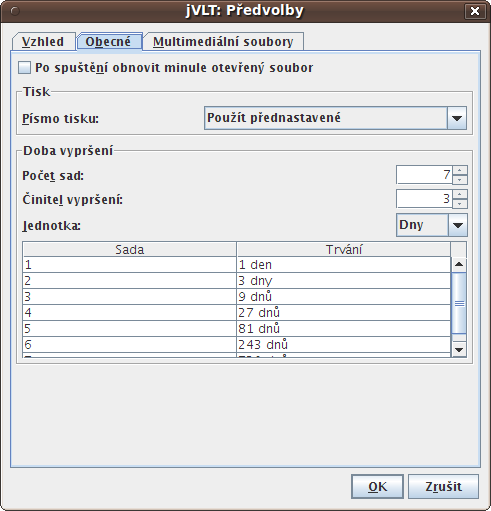 jVLT: Předvolby
Vzhled Obecné Multimediální soubory
Po spuštění obnovit minule otevřený soubor
Tisk
Písmo tisku: Použít přednastavené
Doba vypršení
Počet sad: 7
Činitel vypršení: 3
Jednotka: Dny
Sada Trvání
1 1 den
2 3 dny
3 9 dnů
4 27 dnů
5 81 dnů
6 243 dnů
OK Zrušit